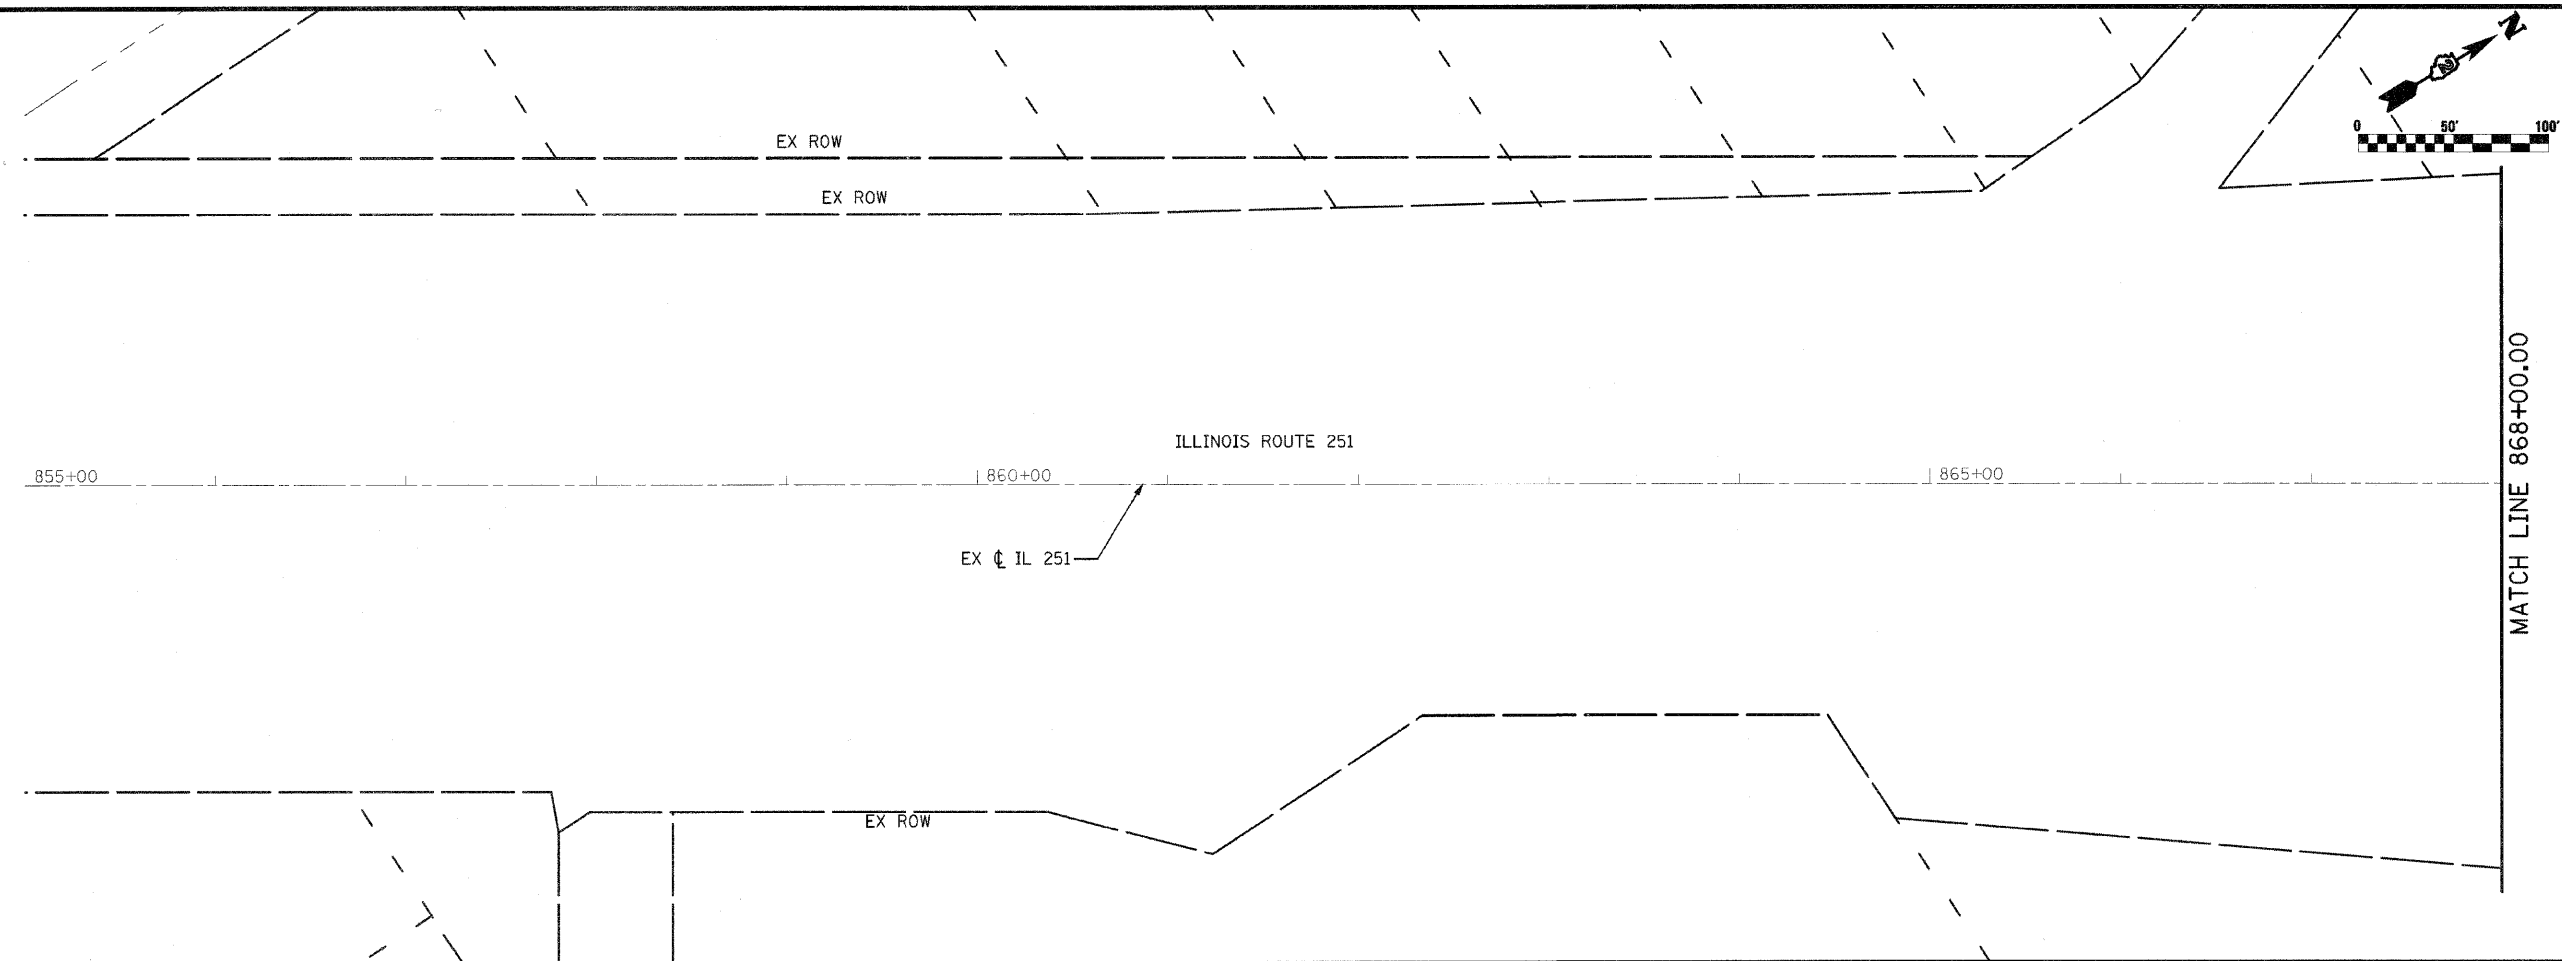 N
2
0 50' 100'
EX ROW
EX ROW
ILLINOIS ROUTE 251
855+00 860+00 865+00
EX ℄ IL 251
MATCH LINE 868+00.00
EX ROW